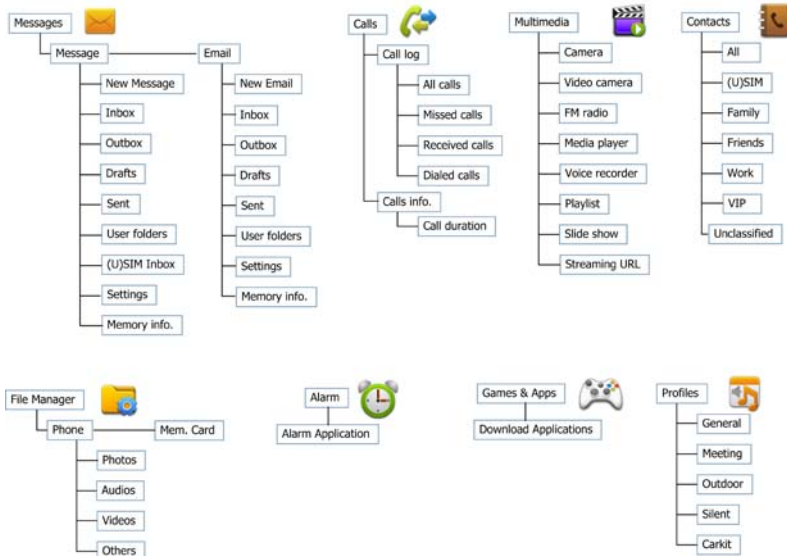 Messages
Message
Email
New Message
Inbox
Outbox
Drafts
Sent
User folders
(U)SIM Inbox
Settings
Memory info.
New Email
Inbox
Outbox
Drafts
Sent
User folders
Settings
Memory info.
Calls
Call log
All calls
Missed calls
Received calls
Dialed calls
Calls info.
Call duration
Multimedia
Camera
Video camera
FM radio
Media player
Voice recorder
Playlist
Slide show
Streaming URL
Contacts
All
(U)SIM
Family
Friends
Work
VIP
Unclassified
File Manager
Phone
Mem. Card
Photos
Audios
Videos
Others
Alarm
Alarm Application
Games & Apps
Download Applications
Profiles
General
Meeting
Outdoor
Silent
Carkit